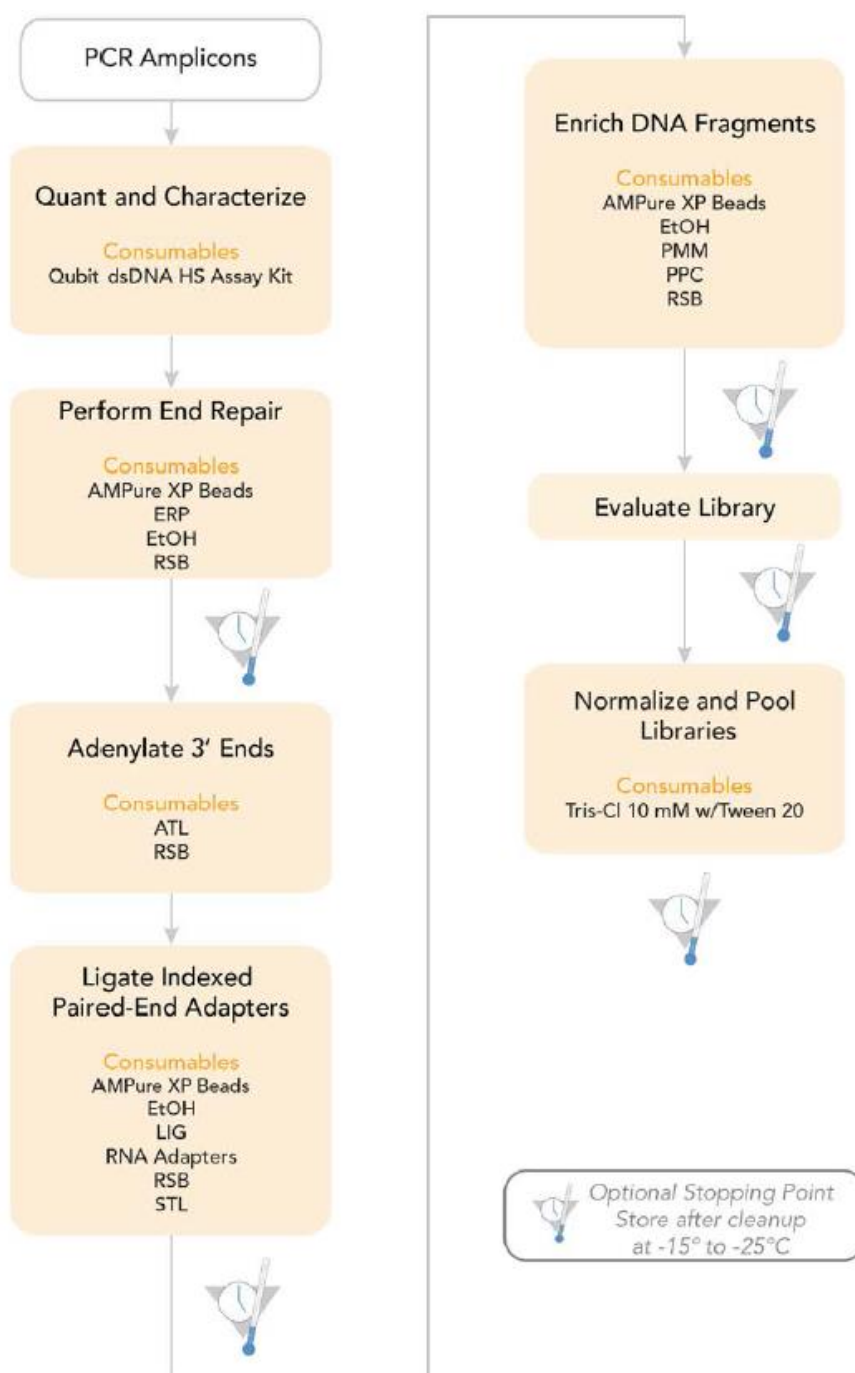 PCR Amplicons
Quant and Characterize
Consumables
Qubit dsDNA HS Assay Kit
Perform End Repair
Consumables
AMPure XP Beads
ERP
EtOH
RSB
Adenylate 3’ Ends
Consumables
ATL
RSB
Ligate Indexed
Paired-End Adapters
Consumables
AMPure XP Beads
EtOH
LIG
RNA Adapters
RSB
STL
Enrich DNA Fragments
Consumables
AMPure XP Beads
EtOH
PMM
PPC
RSB
Evaluate Library
Normalize and Pool
Libraries
Consumables
Tris-Cl 10 mM w/Tween 20
Optional Stopping Point
Store after cleanup
at -15° to -25°C